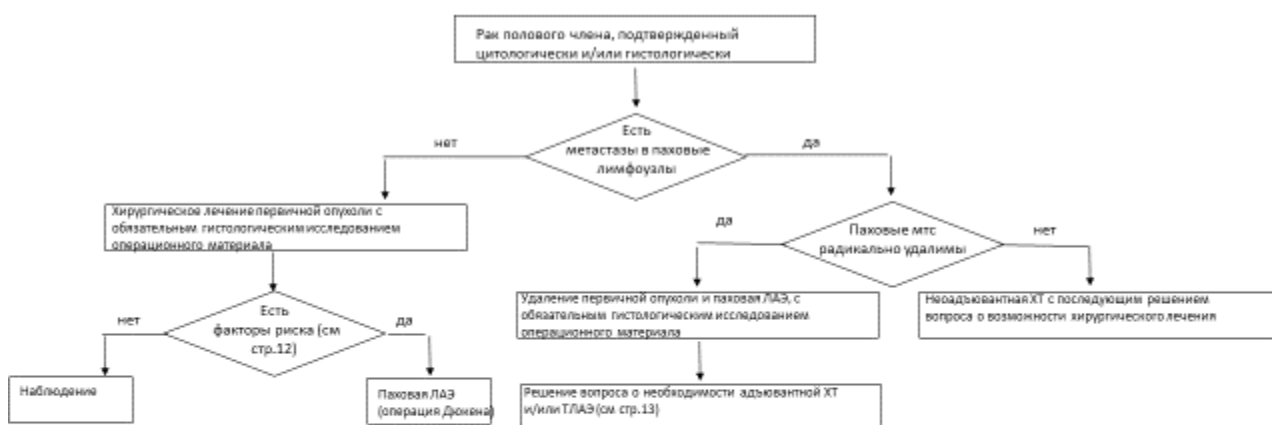 Рак полового члена, подтвержденный
цитологически и/или гистологически
Есть
метастазы в паховые
лимфоузлы
нет
да
Хирургическое лечение первичной опухоли с
обязательным гистологическим исследованием
операционного материала
Паховые мтс
радикально удалимы
да
нет
Удаление первичной опухоли и паховая ЛАЭ, с
обязательным гистологическим исследованием
операционного материала
Неоадъювантная ХТ с последующим решением
вопроса о возможности хирургического лечения
Есть
факторы риска (см
стр.12)
нет
да
Наблюдение
Паховая ЛАЭ
(операция Дюкена)
Решение вопроса о необходимости адъювантной ХТ
и/или ТЛАЭ (см стр.13)